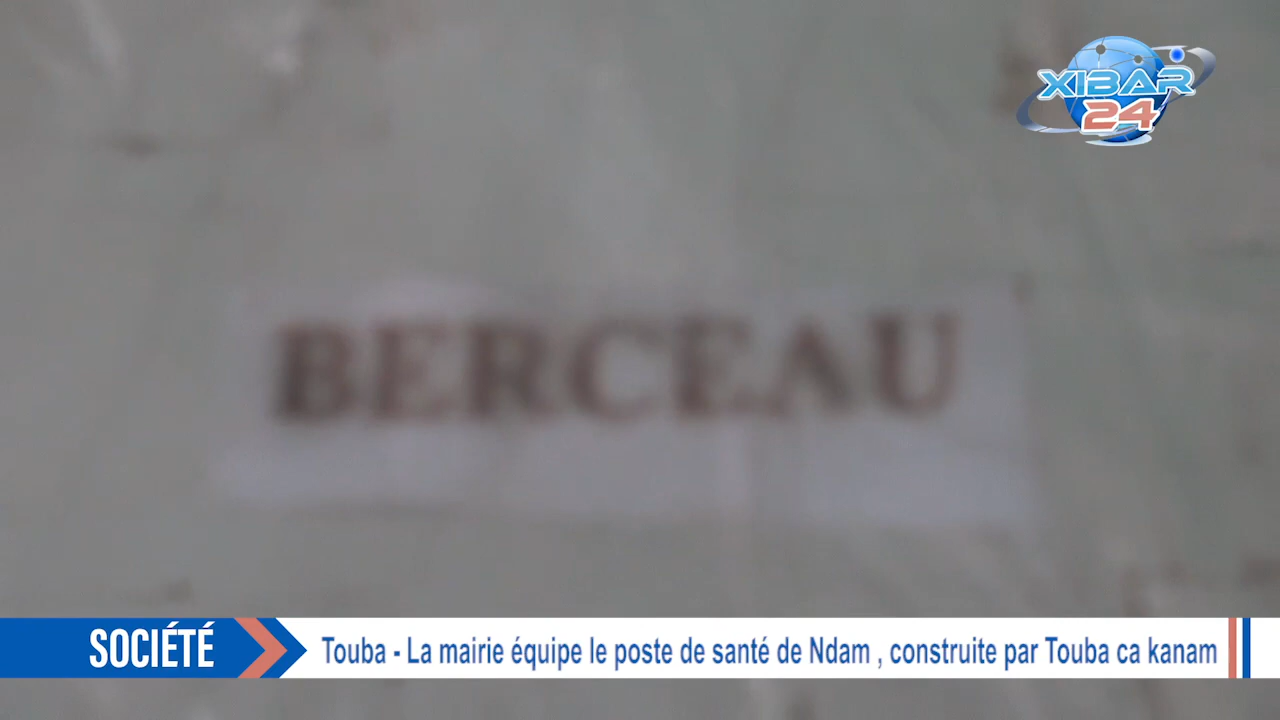 XIBAR
24
BERCEAU
SOCIÉTÉ
Touba - La mairie équipe le poste de santé de Ndam , construite par Touba ca kanam